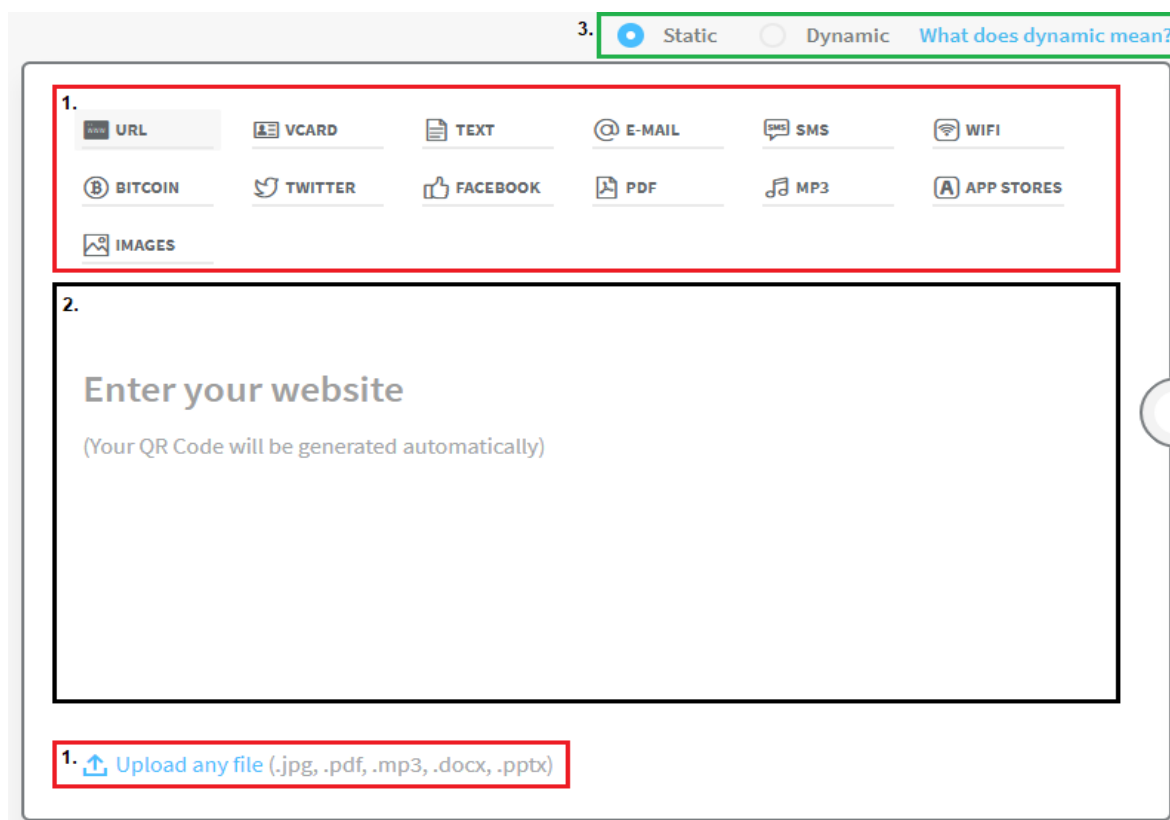 3. Static Dynamic What does dynamic mean?
1.
www URL VCARD TEXT E-MAIL SMS SMS WIFI
BITCOIN TWITTER FACEBOOK PDF MP3 A APP STORES
IMAGES
2.
Enter your website
(Your QR Code will be generated automatically)
1. Upload any file (.jpg, .pdf, .mp3, .docx, .pptx)